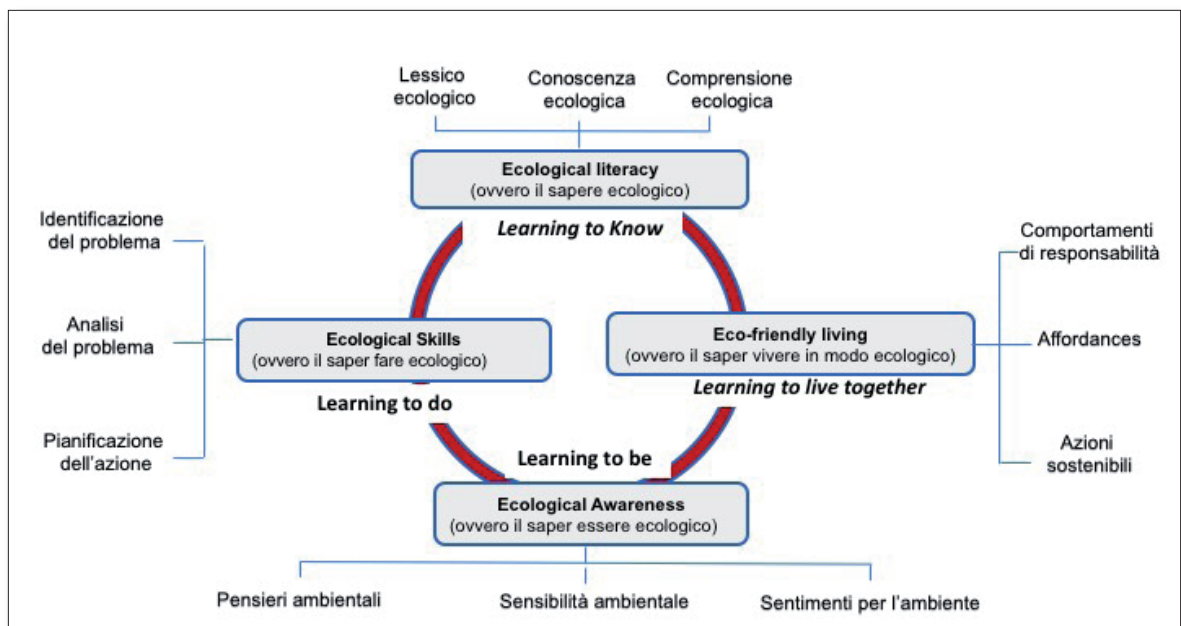 Lessico
ecologico
Conoscenza
ecologica
Comprensione
ecologica
Ecological literacy
(ovvero il sapere ecologico)
Learning to Know
Identificazione
del problema
Analisi
del problema
Pianificazione
dell'azione
Ecological Skills
(ovvero il saper fare ecologico)
Learning to do
Eco-friendly living
(ovvero il saper vivere in modo ecologico)
Learning to live together
Comportamenti
di responsabilità
Affordances
Azioni
sostenibili
Learning to be
Ecological Awareness
(ovvero il saper essere ecologico)
Pensieri ambientali
Sensibilità ambientale
Sentimenti per l'ambiente